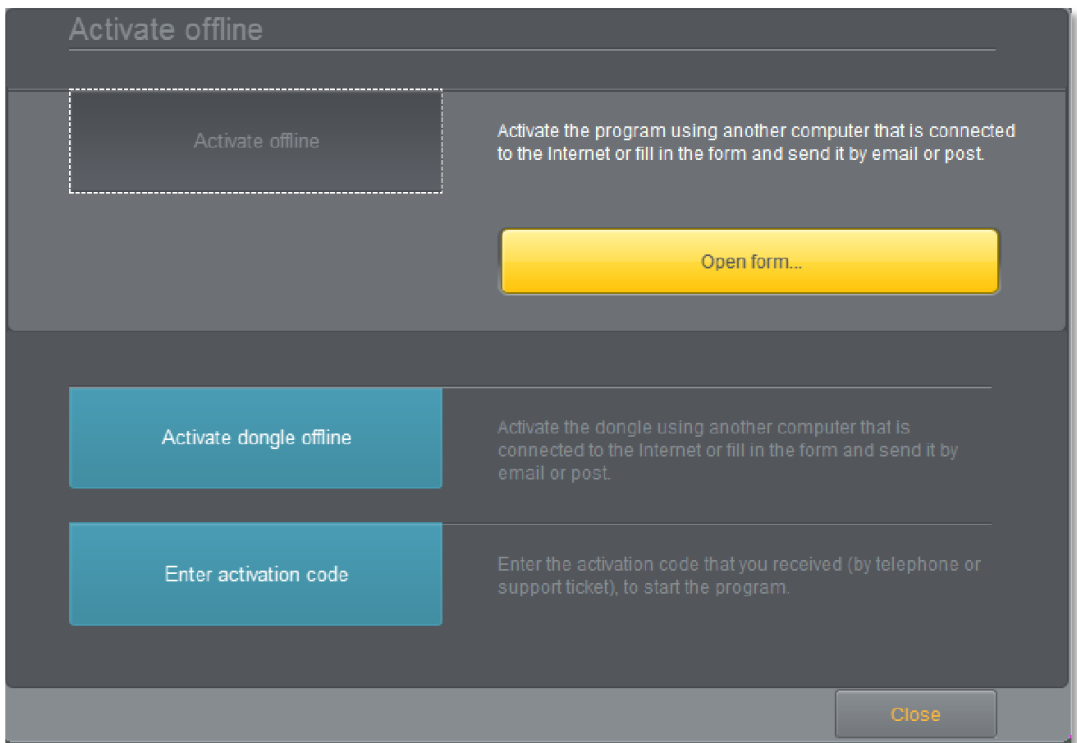 Activate offline
Activate offline
Activate the program using another computer that is connected
to the Internet or fill in the form and send it by email or post.
Open form...
Activate dongle offline
Activate the dongle using another computer that is
connected to the Internet or fill in the form and send it by
email or post.
Enter activation code
Enter the activation code that you received (by telephone or
support ticket), to start the program.
Close